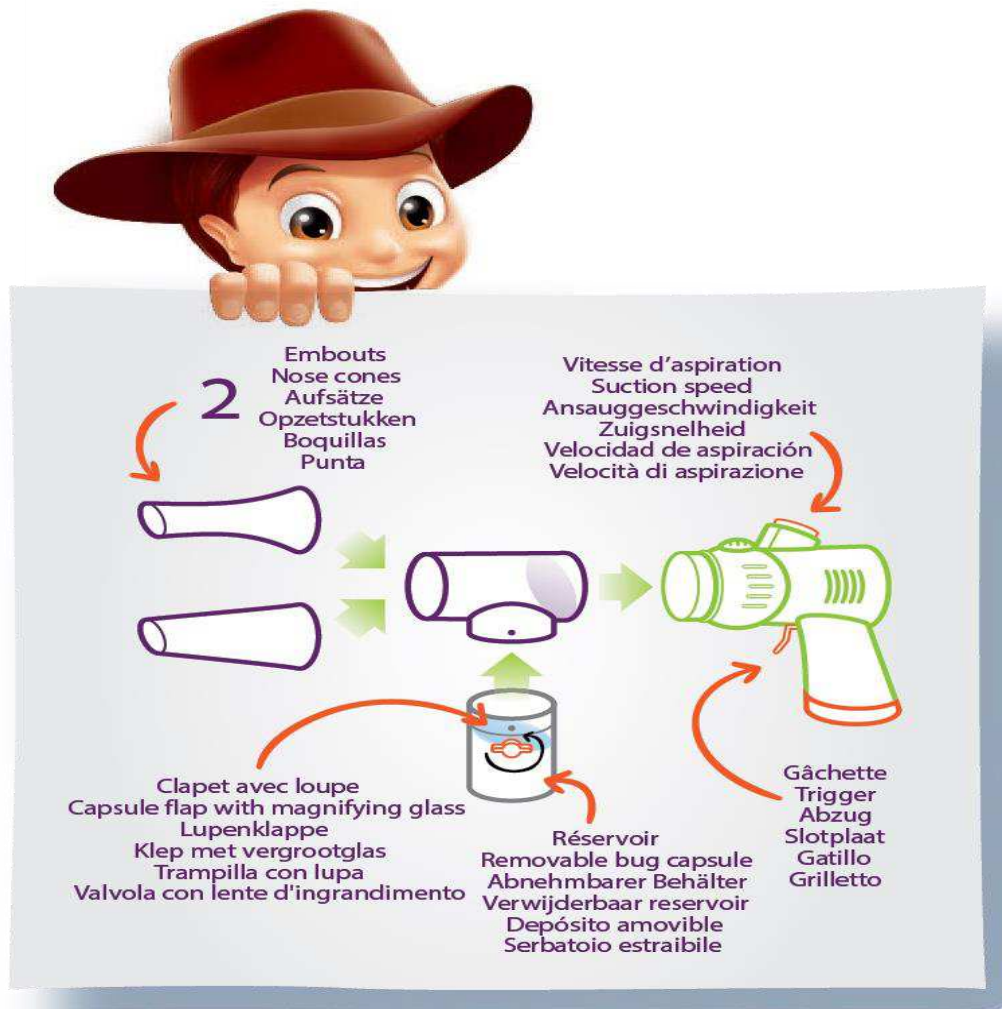 2
Embouts
Nose cones
Aufsätze
Opzetstukken
Boquillas
Punta
Vitesse d’aspiration
Suction speed
Ansauggeschwindigkeit
Zuigsnelheid
Velocidad de aspiración
Velocità di aspirazione
Clapet avec loupe
Capsule flap with magnifying glass
Lupenklappe
Klep met vergrootglas
Trampilla con lupa
Valvola con lente d'ingrandimento
Réservoir
Removable bug capsule
Abnehmbarer Behälter
Verwijderbaar reservoir
Depósito amovible
Serbatoio estraibile
Gâchette
Trigger
Abzug
Slotplaat
Gatillo
Grilletto